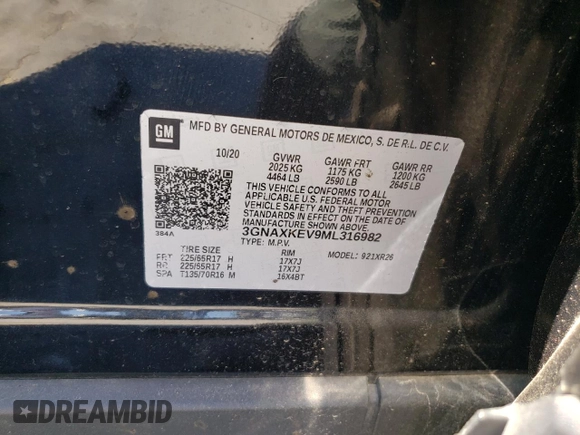 GM
MFD BY GENERAL MOTORS DE MEXICO, S. DE R.L. DE C.V.
10/20 GVWR GAWR FRT GAWR RR
2025 KG 1175 KG 1200 KG
4464 LB 2590 LB 2645 LB
THIS VEHICLE CONFORMS TO ALL
APPLICABLE U.S. FEDERAL MOTOR
VEHICLE SAFETY AND THEFT PREVENTION
STANDARDS IN EFFECT ON THE DATE OF
MANUFACTURE SHOWN ABOVE.
384A 3GNAXKEV9ML316982
TYPE: M.P.V. MODEL: 921XR26
TIRE SIZE RIM
FRT 225/65R17 H 17X7J
RR 225/65R17 H 17X7J
SPA T135/70R16 M 16X4BT
DREAMBID